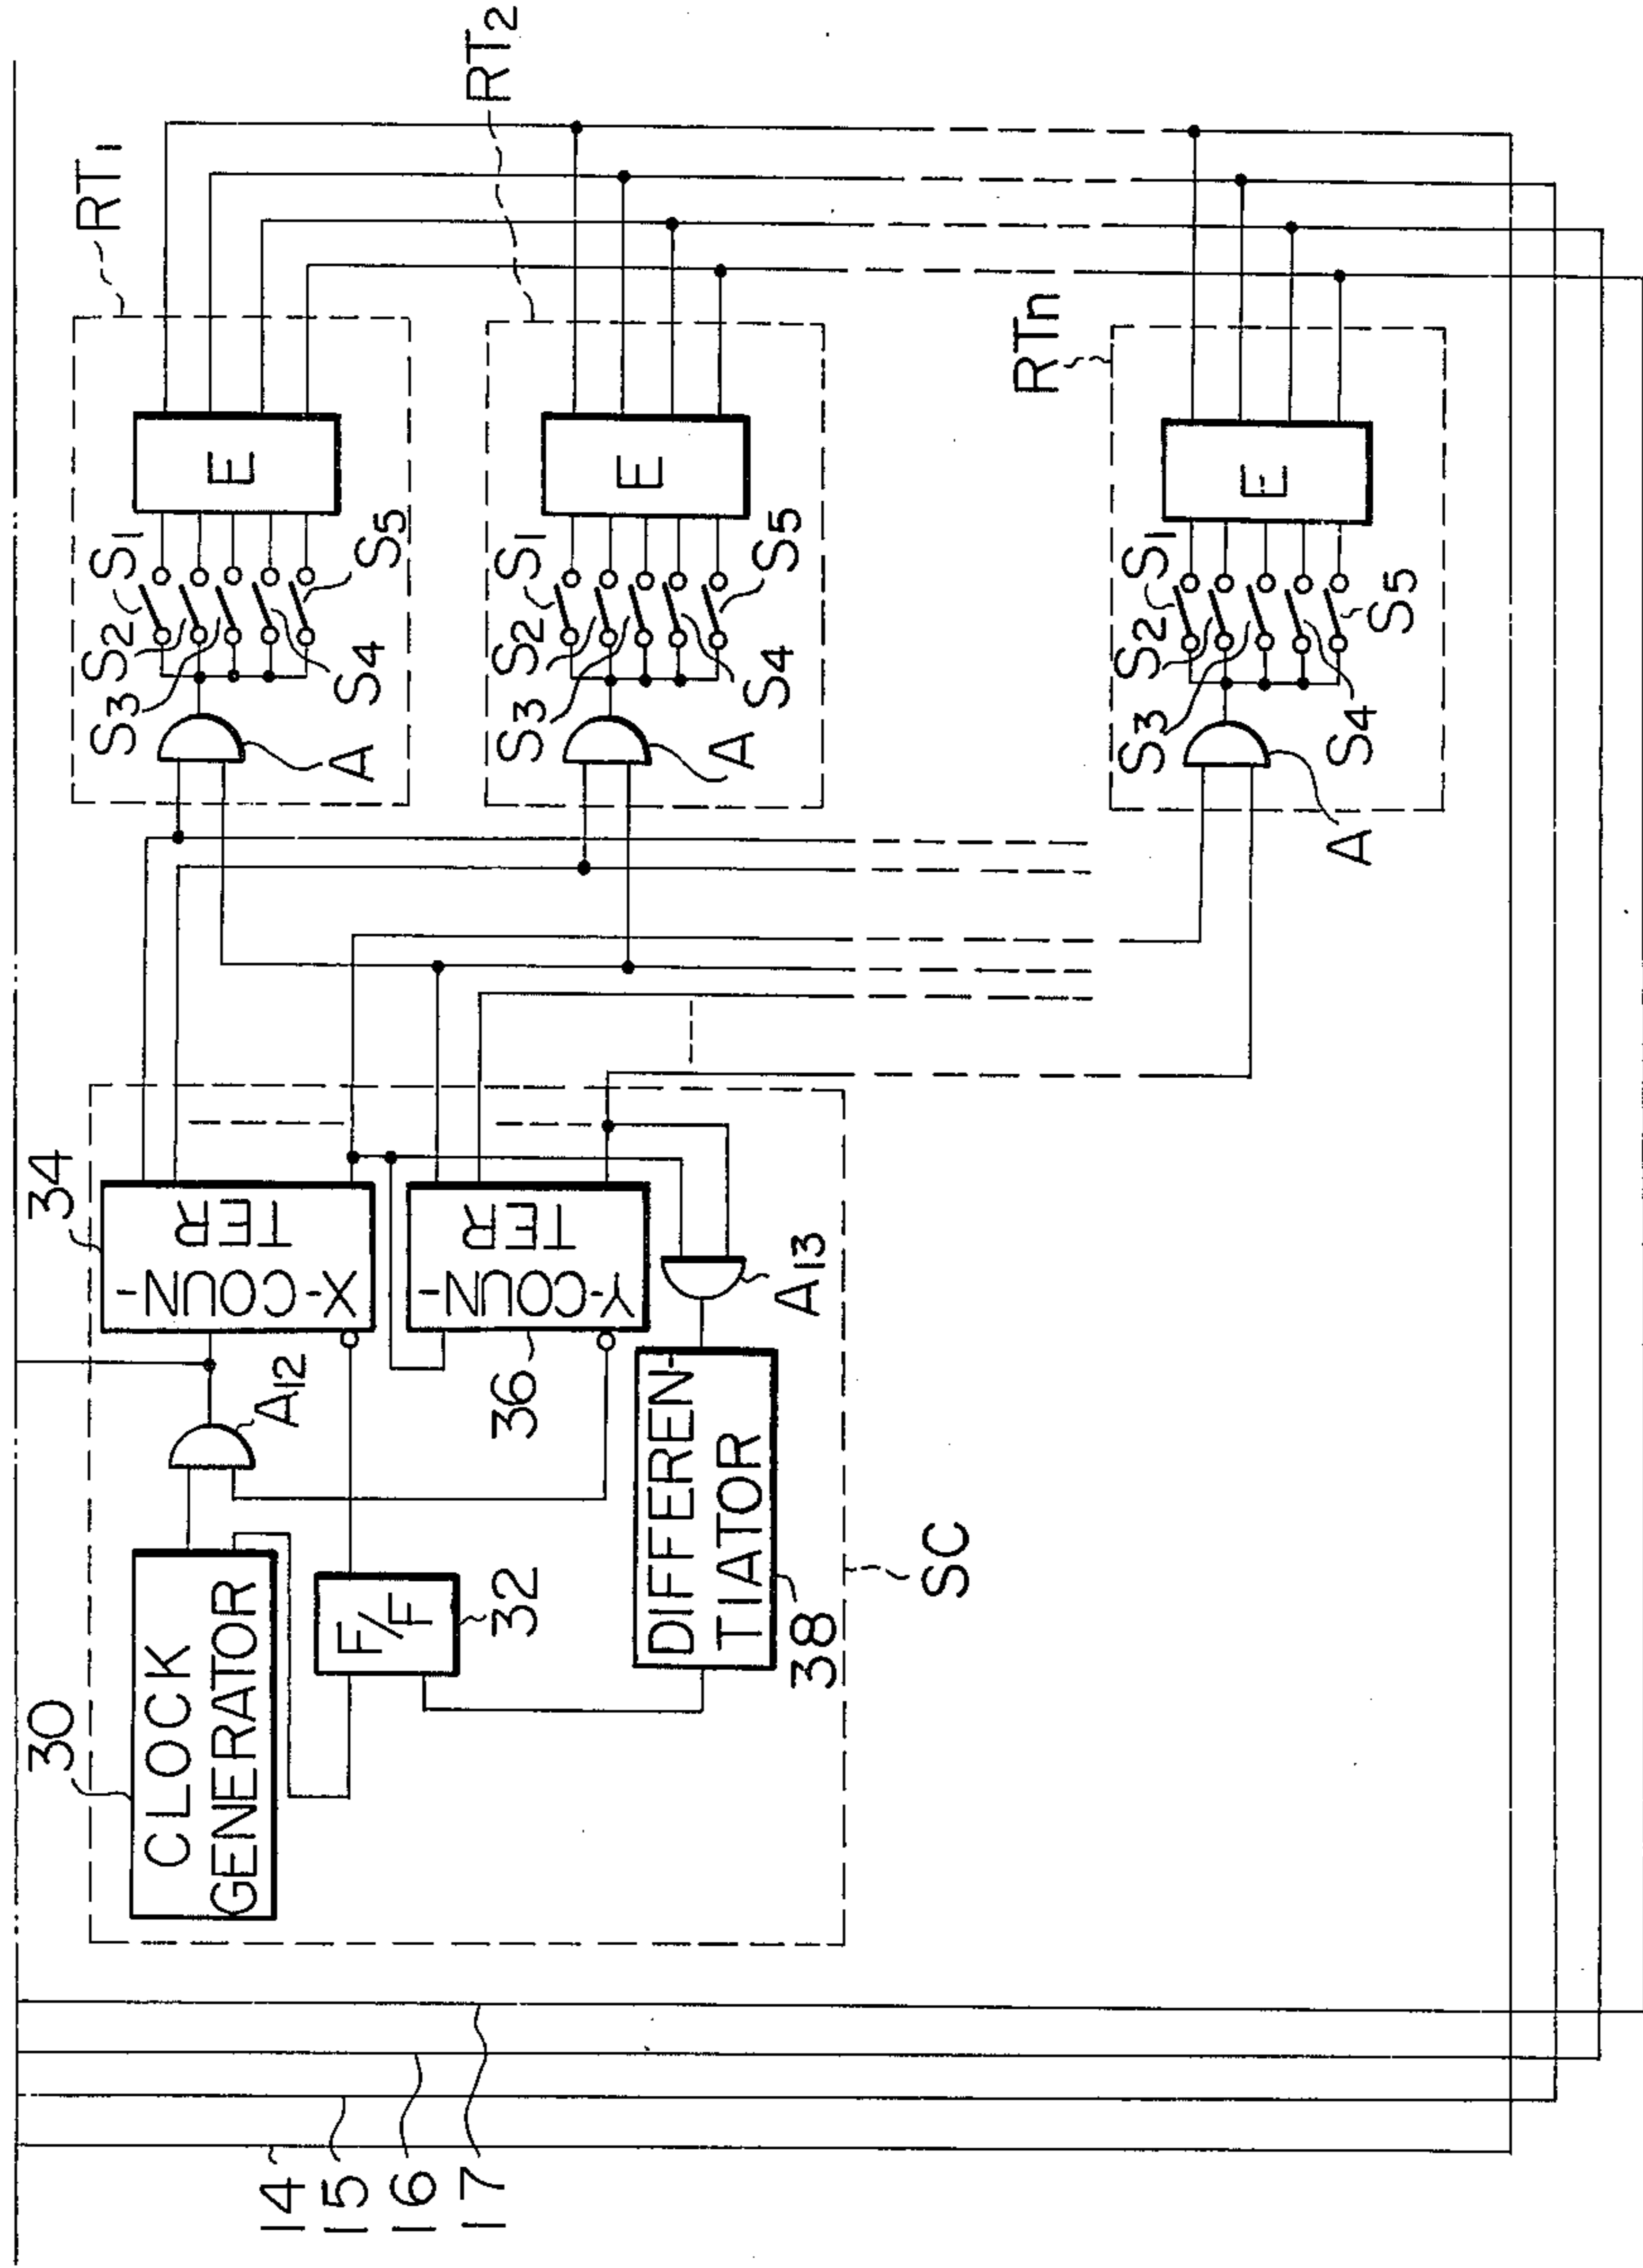 30
CLOCK
GENERATOR
A12
34
X-COUN-
TER
F/F
32
36
Y-COUN-
TER
DIFFEREN-
TIATOR
38
A13
SC
14
15
16
17
RT1
S1
S2
S3
S4
S5
A
E
RT2
S1
S2
S3
S4
S5
A
E
RTn
S1
S2
S3
S4
S5
A
E